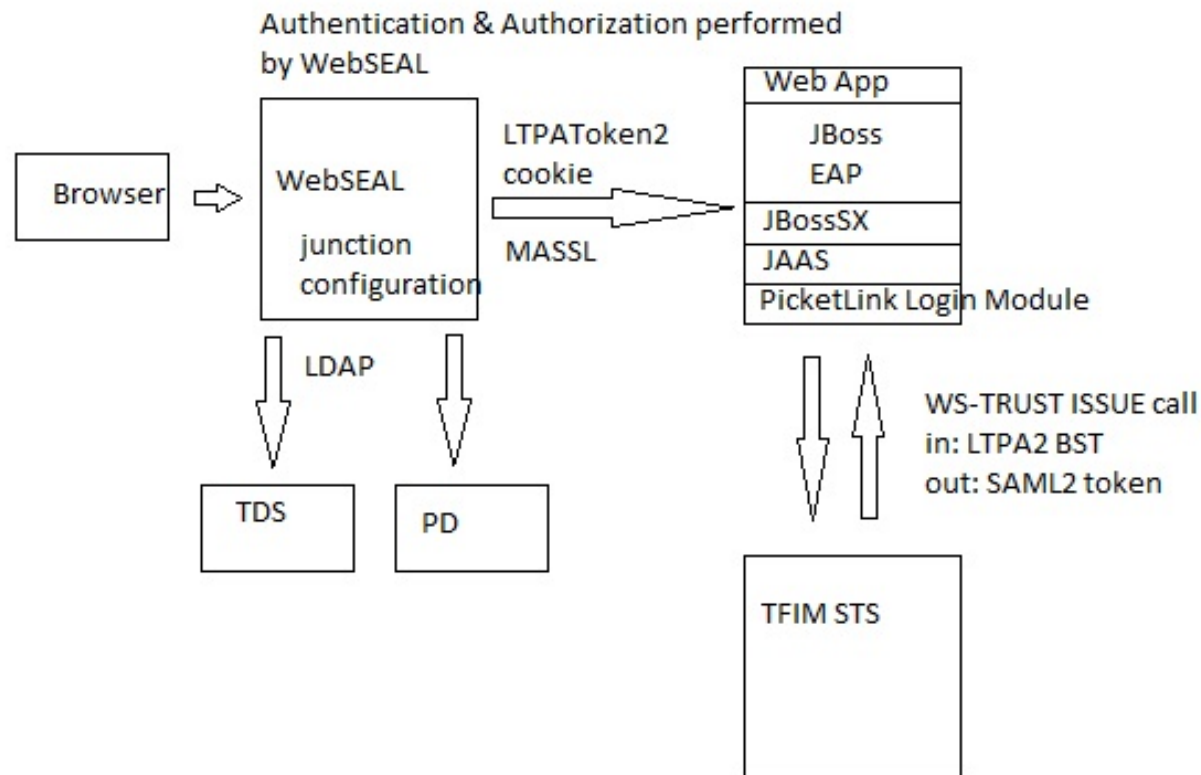 Authentication & Authorization performed
by WebSEAL
Browser
WebSEAL
junction
configuration
LTPAToken2
cookie
MASSL
Web App
JBoss
EAP
JBossSX
JAAS
PicketLink Login Module
LDAP
TDS
PD
WS-TRUST ISSUE call
in: LTPA2 BST
out: SAML2 token
TFIM STS